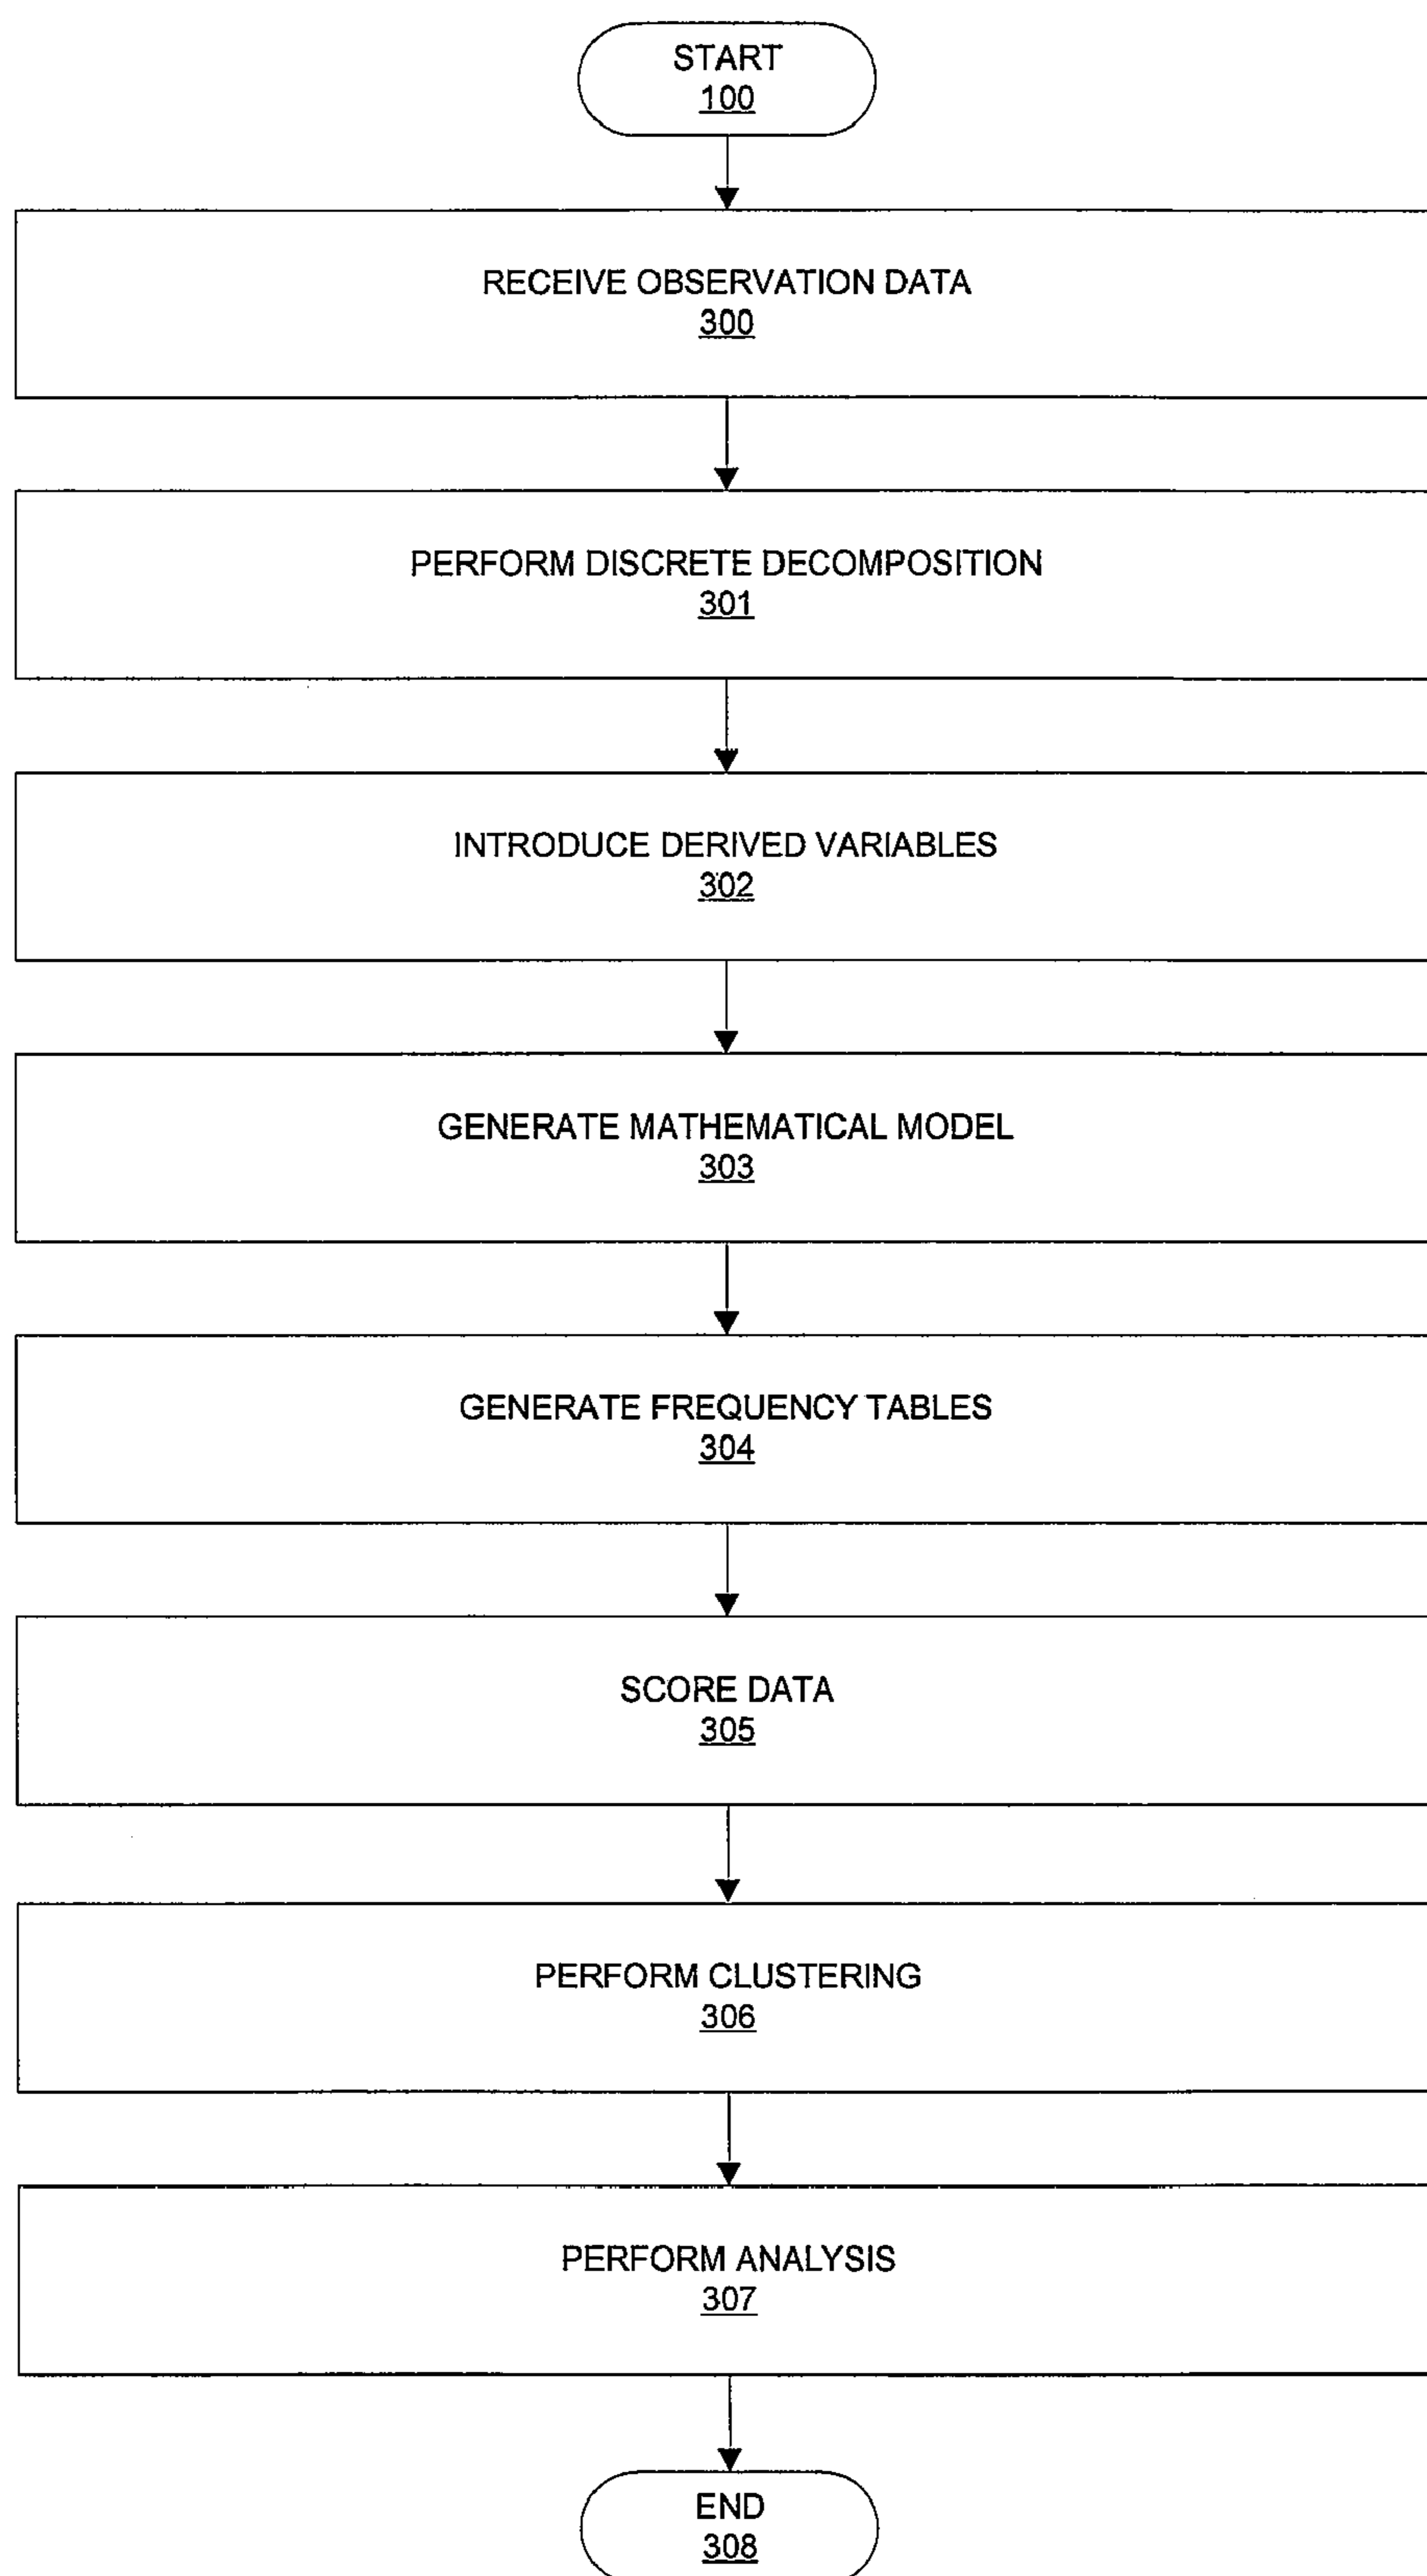 START
100
RECEIVE OBSERVATION DATA
300
PERFORM DISCRETE DECOMPOSITION
301
INTRODUCE DERIVED VARIABLES
302
GENERATE MATHEMATICAL MODEL
303
GENERATE FREQUENCY TABLES
304
SCORE DATA
305
PERFORM CLUSTERING
306
PERFORM ANALYSIS
307
END
308